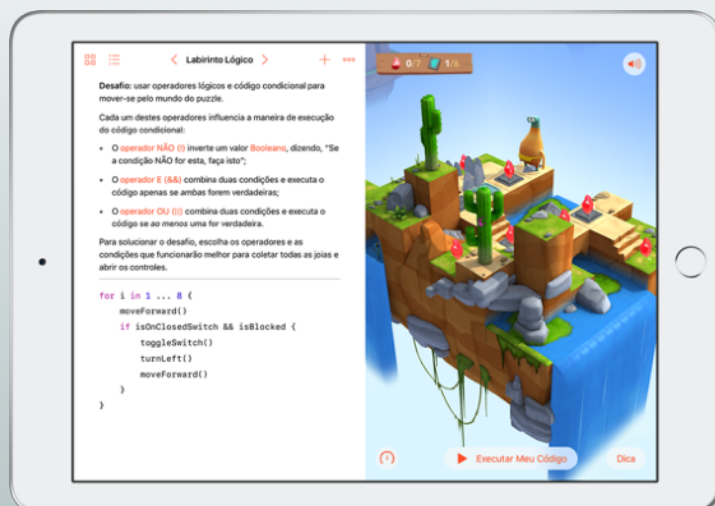 Labirinto Lógico
0/7 1/6
Desafio: usar operadores lógicos e código condicional para
mover-se pelo mundo do puzzle.
Cada um destes operadores influencia a maneira de execução
do código condicional:
• O operador NÃO (!) inverte um valor Booleano, dizendo, "Se
a condição NÃO for esta, faça isto";
• O operador E (&&) combina duas condições e executa o
código apenas se ambas forem verdadeiras;
• O operador OU (||) combina duas condições e executa o
código se ao menos uma for verdadeira.
Para solucionar o desafio, escolha os operadores e as
condições que funcionarão melhor para coletar todas as joias e
abrir os controles.
for i in 1 ... 8 {
moveForward()
if isOnClosedSwitch && isBlocked {
toggleSwitch()
turnLeft()
moveForward()
}
}
Executar Meu Código
Dica